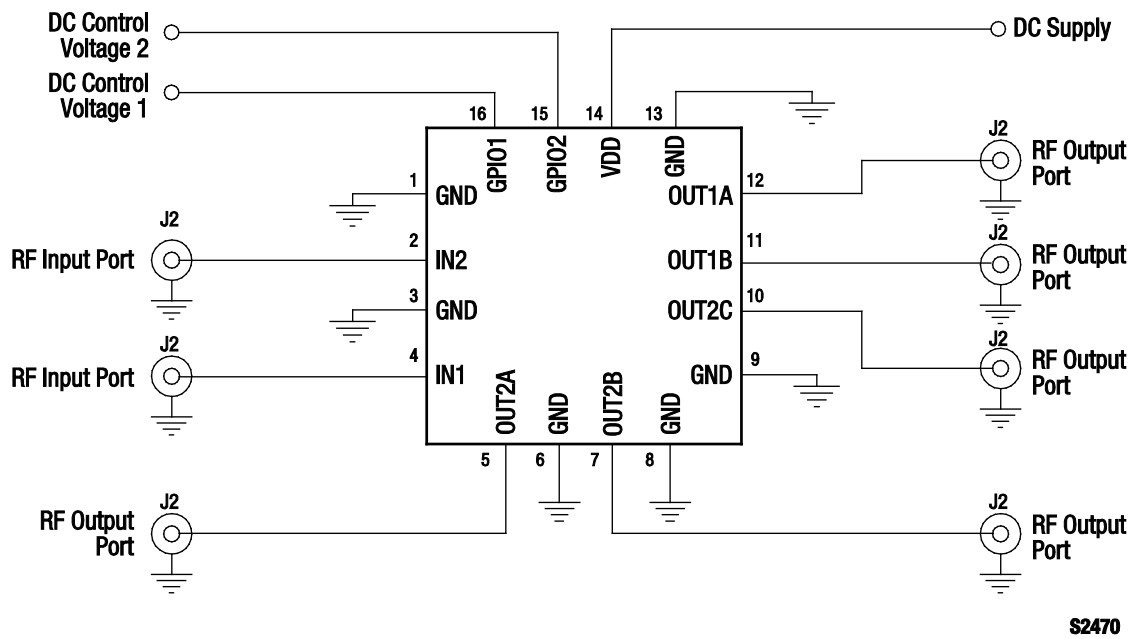 DC Control
Voltage 2
DC Supply
DC Control
Voltage 1
16
15
14
13
GPIO1
GPIO2
VDD
GND
J2
RF Output
Port
1
GND
OUT1A
12
J2
RF Input Port
2
IN2
OUT1B
11
J2
RF Output
Port
3
GND
OUT2C
10
J2
RF Input Port
4
IN1
GND
9
J2
RF Output
Port
OUT2A
GND
OUT2B
GND
5
6
7
8
J2
RF Output
Port
J2
RF Output
Port
S2470